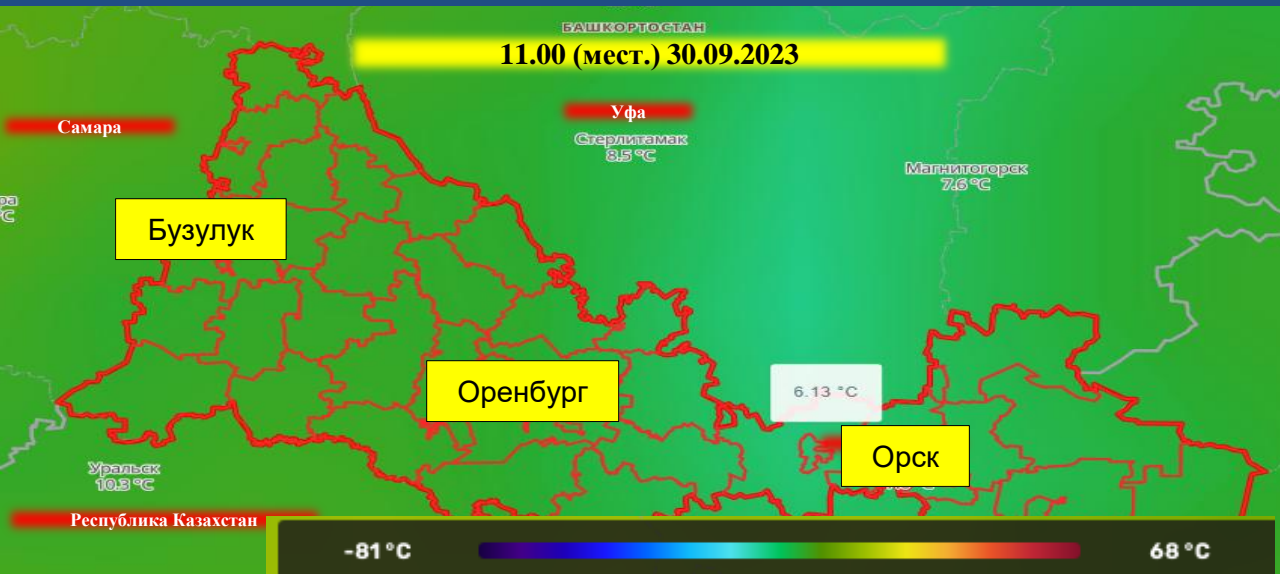 БАШКОРТОСТАН
11.00 (мест.) 30.09.2023
Самара
Уфа
Стерлитамак
8.5 °C
Магнитогорск
7.6 °C
Бузулук
Оренбург
6.13 °C
Орск
Уральск
10.3 °C
Республика Казахстан
-81 °C
68 °C